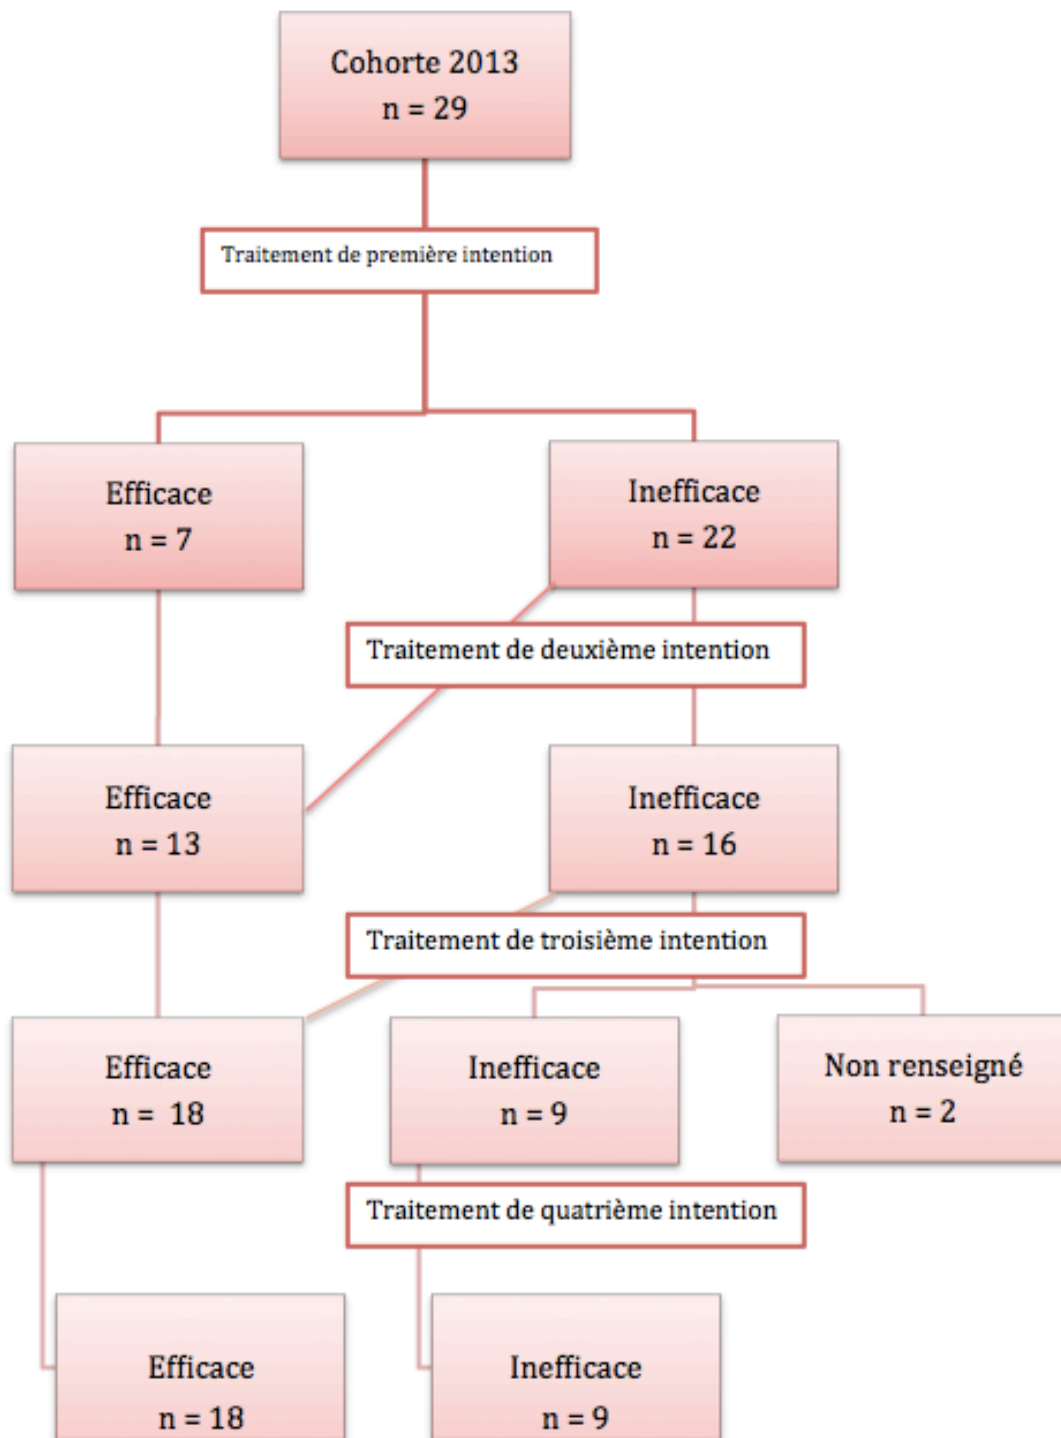 Cohorte 2013
n = 29
Traitement de première intention
Efficace
n = 7
Inefficace
n = 22
Traitement de deuxième intention
Efficace
n = 13
Inefficace
n = 16
Traitement de troisième intention
Efficace
n = 18
Inefficace
n = 9
Non renseigné
n = 2
Traitement de quatrième intention
Efficace
n = 18
Inefficace
n = 9